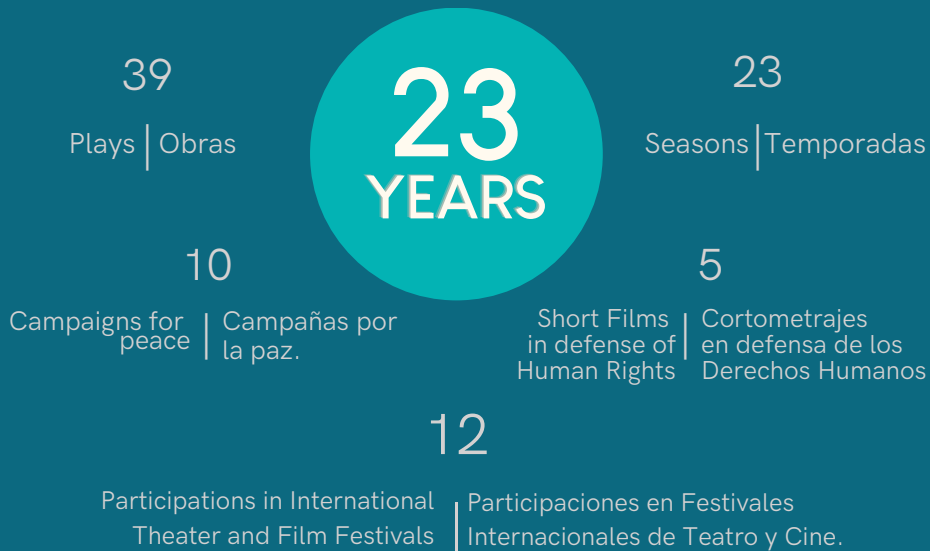 39
Plays | Obras
23
YEARS
23
Seasons | Temporadas
10
Campaigns for
peace
Campañas por
la paz.
5
Short Films
in defense of
Human Rights
Cortometrajes
en defensa de los
Derechos Humanos
12
Participations in International
Theater and Film Festivals
Participaciones en Festivales
Internacionales de Teatro y Cine.